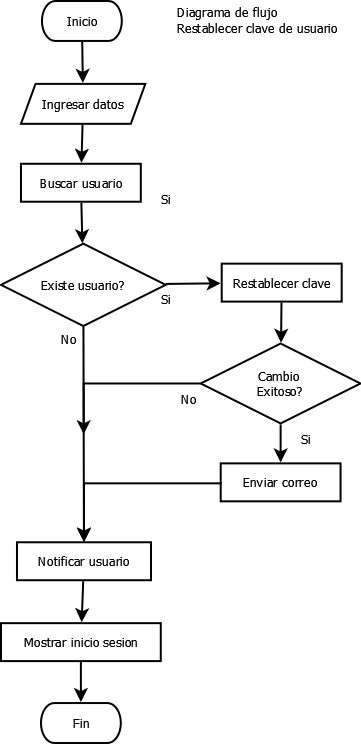 Inicio
Diagrama de flujo
Restablecer clave de usuario
Ingresar datos
Buscar usuario
Si
Existe usuario?
Si
Restablecer clave
No
Cambio
Exitoso?
No
Si
Enviar correo
Notificar usuario
Mostrar inicio sesion
Fin